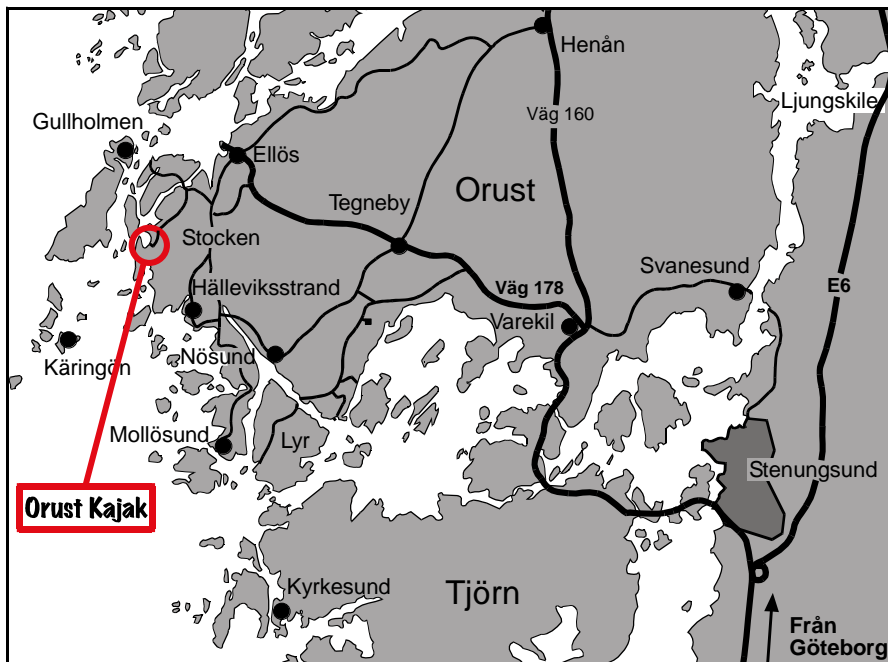 Henån
Ljungskile
Väg 160
Gullholmen
Ellös
Orust
Tegneby
Stocken
Svanesund
Hälleviksstrand
Väg 178
E6
Varekil
Käringön
Nösund
Mollösund
Lyr
Stenungsund
Orust Kajak
Kyrkesund
Tjörn
Från
Göteborg